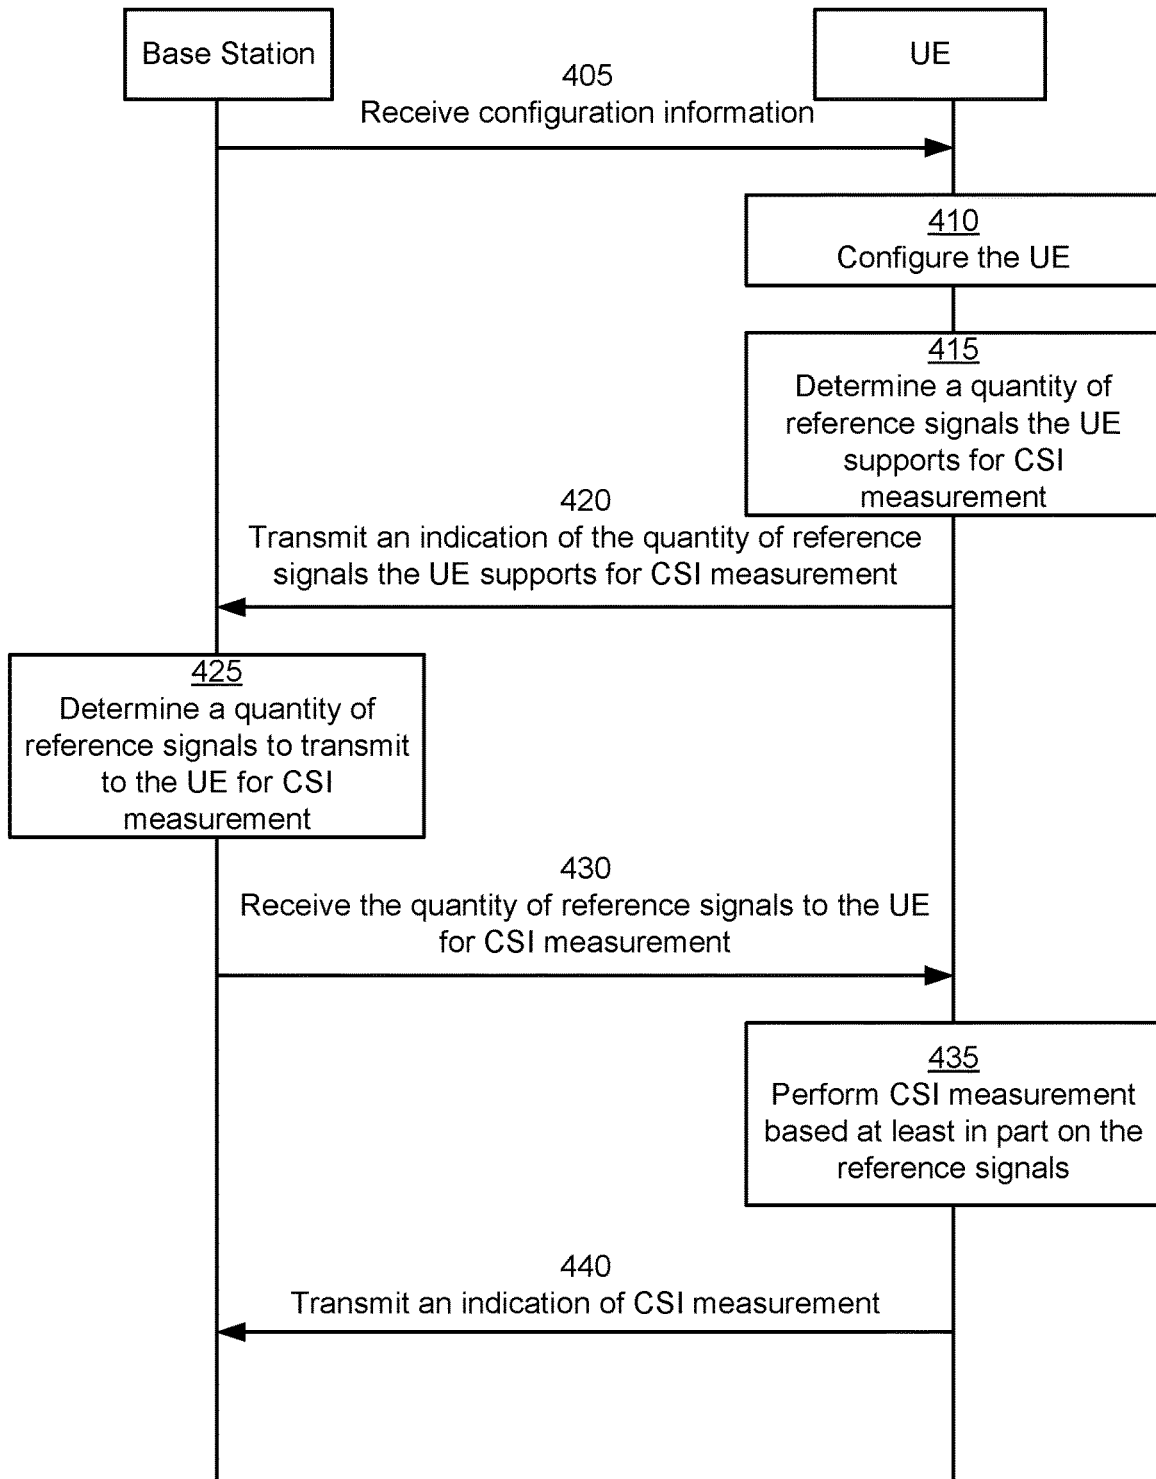 Base Station
UE
405
Receive configuration information
410
Configure the UE
415
Determine a quantity of
reference signals the UE
supports for CSI
measurement
420
Transmit an indication of the quantity of reference
signals the UE supports for CSI measurement
425
Determine a quantity of
reference signals to transmit
to the UE for CSI
measurement
430
Receive the quantity of reference signals to the UE
for CSI measurement
435
Perform CSI measurement
based at least in part on the
reference signals
440
Transmit an indication of CSI measurement